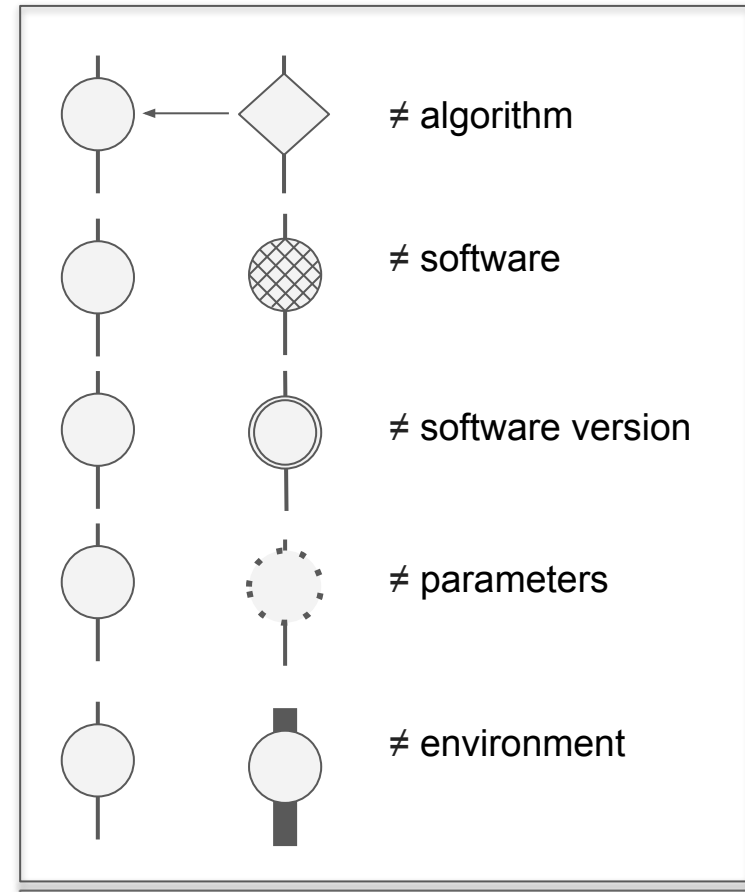 ≠ algorithm
≠ software
≠ software version
≠ parameters
≠ environment